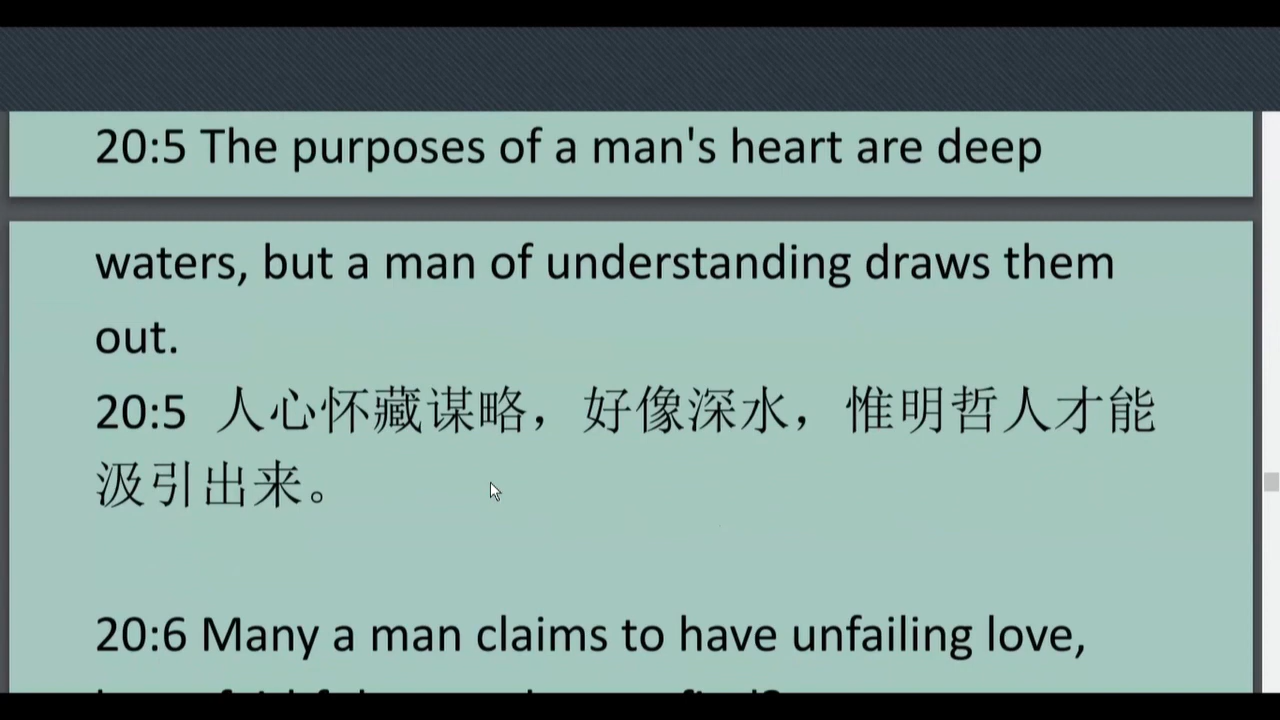 20:5 The purposes of a man's heart are deep
waters, but a man of understanding draws them
out.
20:5 人心怀藏谋略，好像深水，惟明哲人才能
汲引出来。
20:6 Many a man claims to have unfailing love,